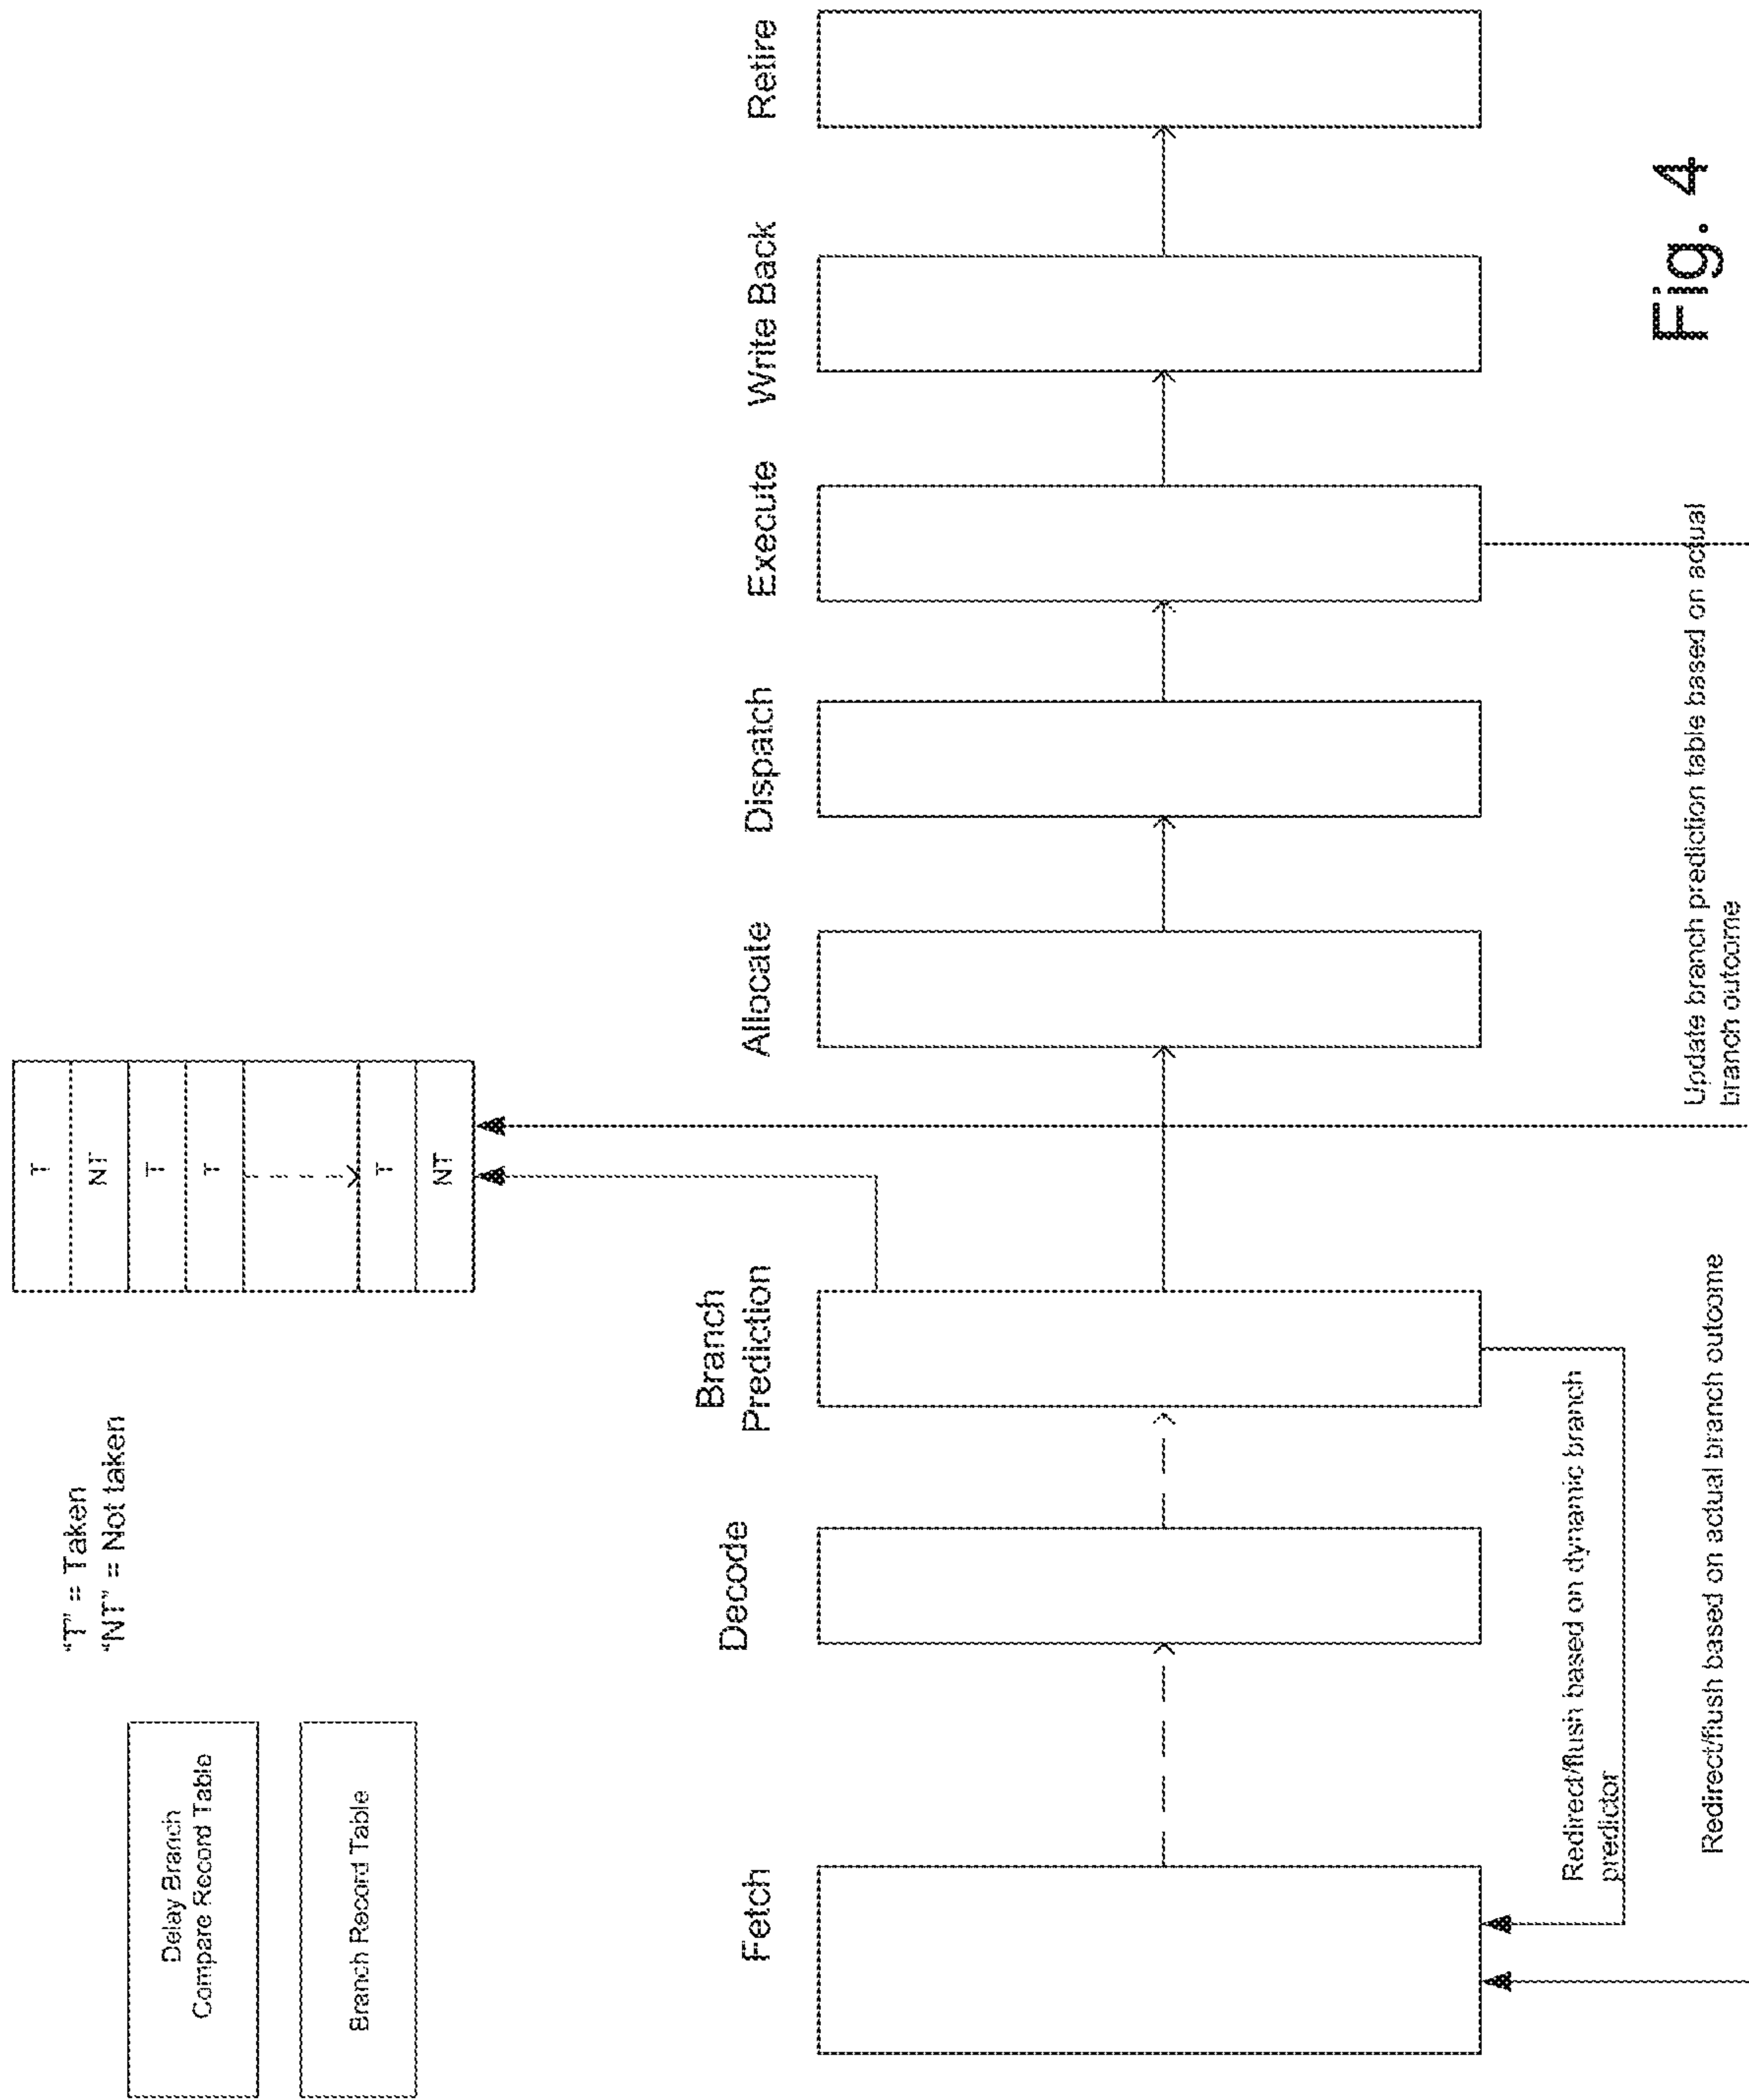 Delay Branch
Compare Record Table
Branch Record Table
"T" = Taken
"NT" = Not taken
T
NT
T
T
T
NT
Fetch
Decode
Branch
Prediction
Allocate
Dispatch
Execute
Write Back
Retire
Redirect/flush based on dynamic branch
predictor
Redirect/flush based on actual branch outcome
Update branch prediction table based on actual
branch outcome
Fig. 4